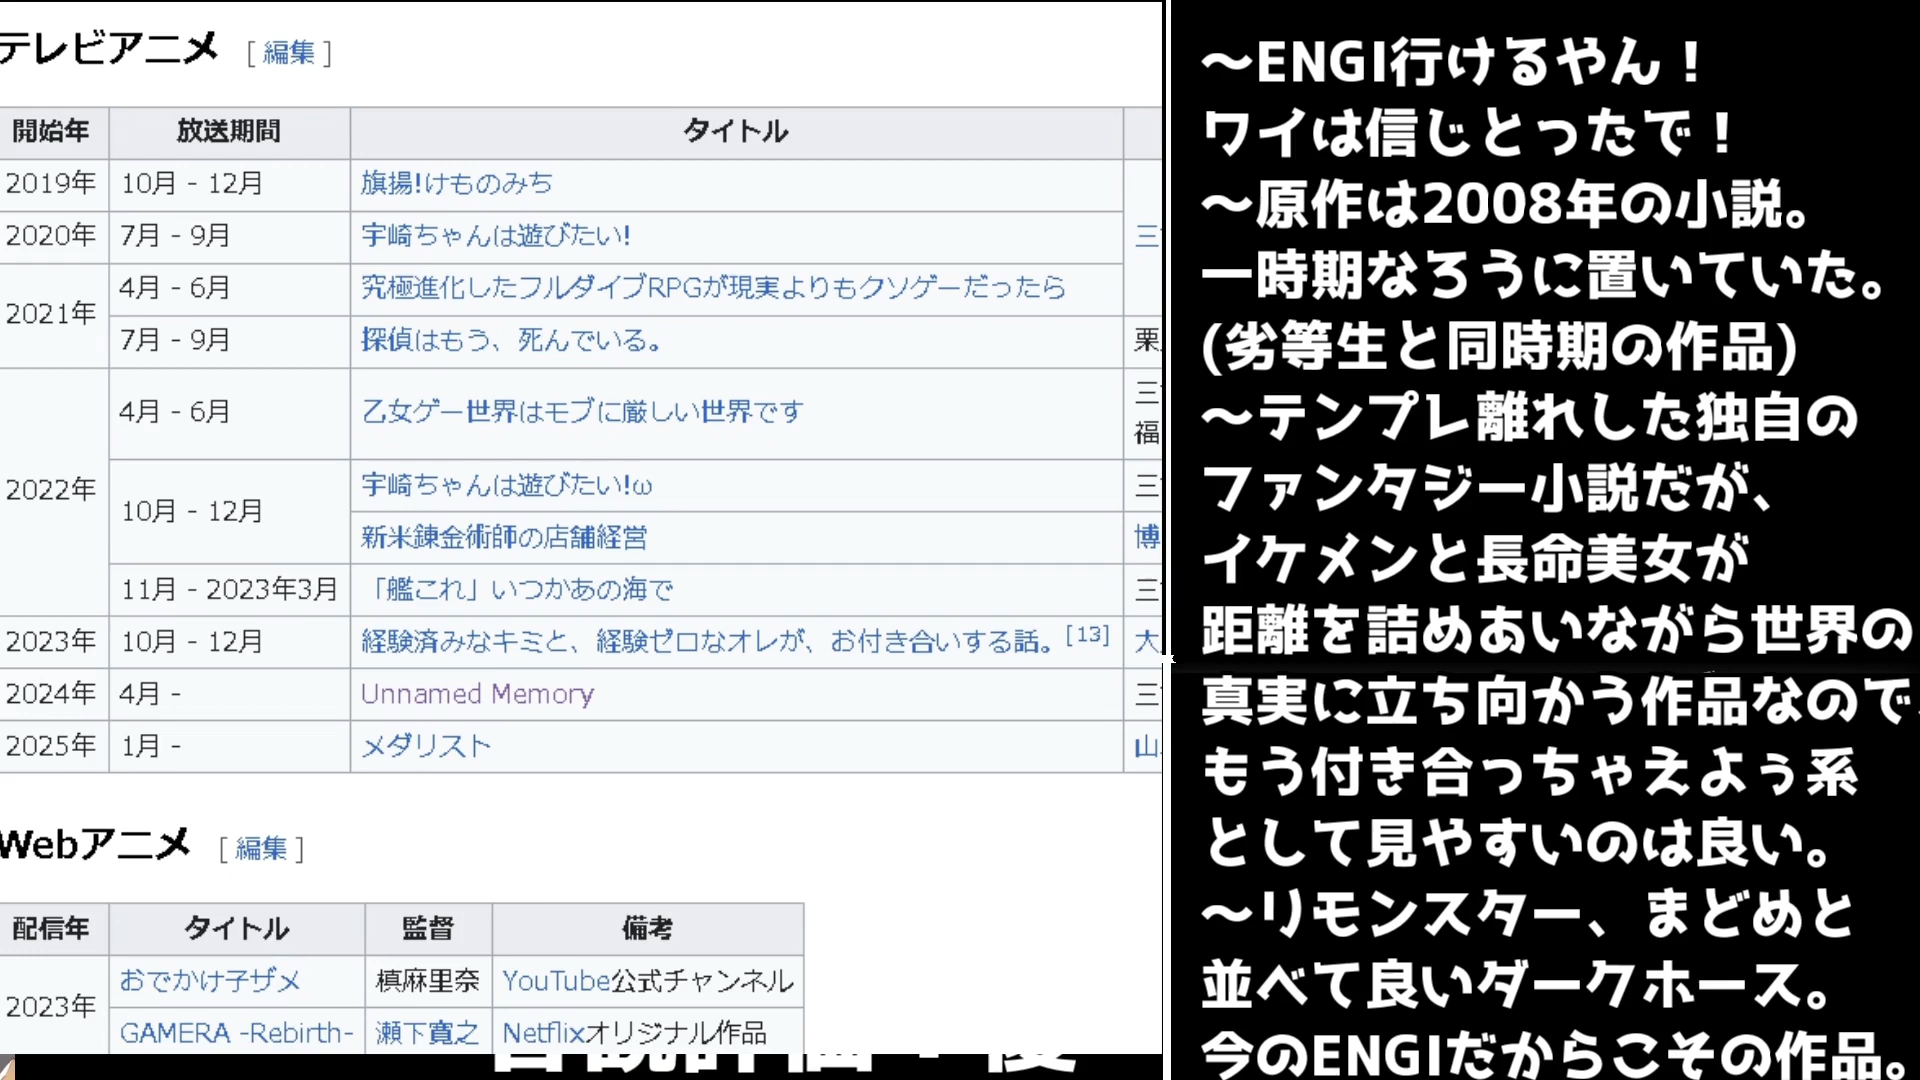 テレビアニメ [ 編集 ]
開始年 放送期間 タイトル
2019年 10月 - 12月 旗揚!けものみち
2020年 7月 - 9月 宇崎ちゃんは遊びたい! 三
2021年 4月 - 6月 究極進化したフルダイブRPGが現実よりもクソゲーだったら
7月 - 9月 探偵はもう、死んでいる。 栗
2022年 4月 - 6月 乙女ゲー世界はモブに厳しい世界です 三
福
10月 - 12月 宇崎ちゃんは遊びたい!ω 三
新米錬金術師の店舗経営 博
11月 - 2023年3月 「艦これ」いつかあの海で 三
2023年 10月 - 12月 経験済みなキミと、経験ゼロなオレが、お付き合いする話。[13] 大
2024年 4月 - Unnamed Memory 三
2025年 1月 - メダリスト 山
Webアニメ [ 編集 ]
配信年 タイトル 監督 備考
2023年 おでかけ子ザメ 槙麻里奈 YouTube公式チャンネル
GAMERA -Rebirth- 瀬下寛之 Netflixオリジナル作品
～ENGI行けるやん！
ワイは信じとったで！
～原作は2008年の小説。
一時期なろうに置いていた。
(劣等生と同時期の作品)
～テンプレ離れした独自の
ファンタジー小説だが、
イケメンと長命美女が
距離を詰めあいながら世界の
真実に立ち向かう作品なので、
もう付き合っちゃえよぅ系
として見やすいのは良い。
～リモンスター、まどめと
並べて良いダークホース。
今のENGIだからこその作品。